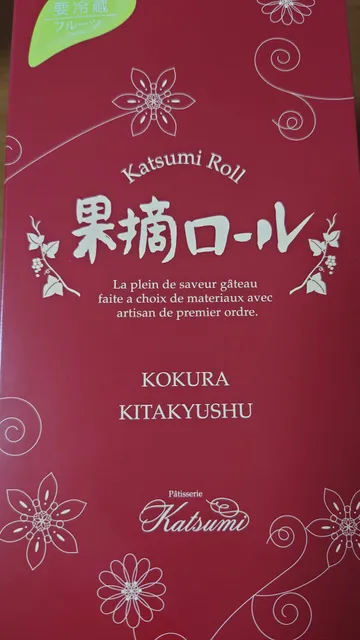 要冷蔵
フルーツ
Katsumi Roll
果摘ロール
La plein de saveur gâteau
faite a choix de materiaux avec
artisan de premier ordre.
KOKURA
KITAKYUSHU
Pâtisserie
Katsumi